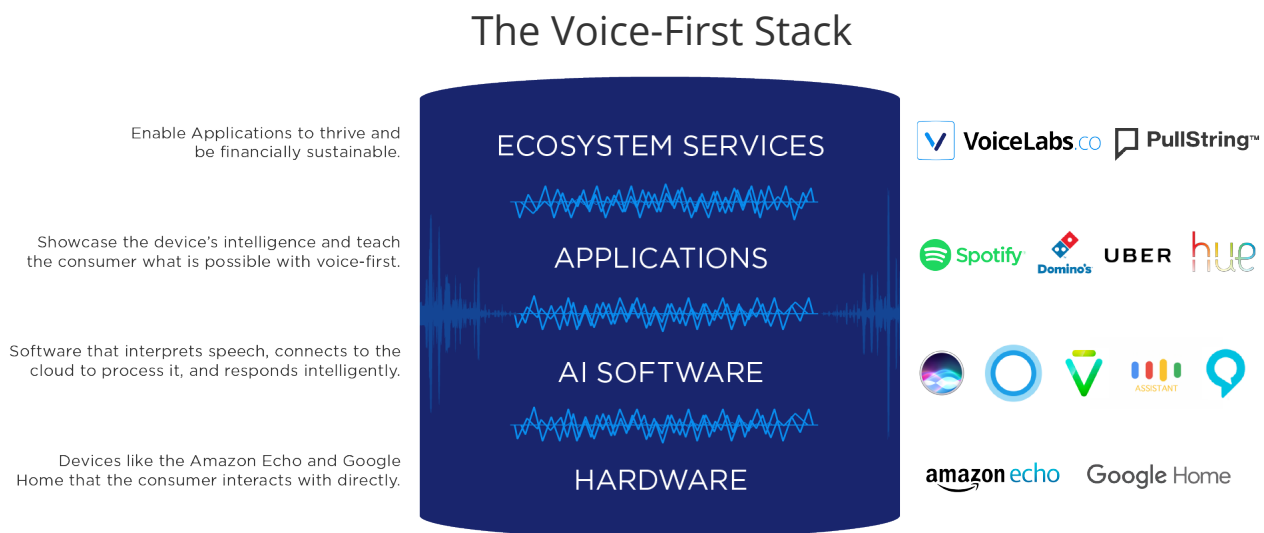 The Voice-First Stack
Enable Applications to thrive and
be financially sustainable.
ECOSYSTEM SERVICES
VoiceLabs.CO
PullString™
Showcase the device’s intelligence and teach
the consumer what is possible with voice-first.
APPLICATIONS
Spotify
Domino's
UBER
hue
Software that interprets speech, connects to the
cloud to process it, and responds intelligently.
AI SOFTWARE
ASSISTANT
Devices like the Amazon Echo and Google
Home that the consumer interacts with directly.
HARDWARE
amazon echo
Google Home